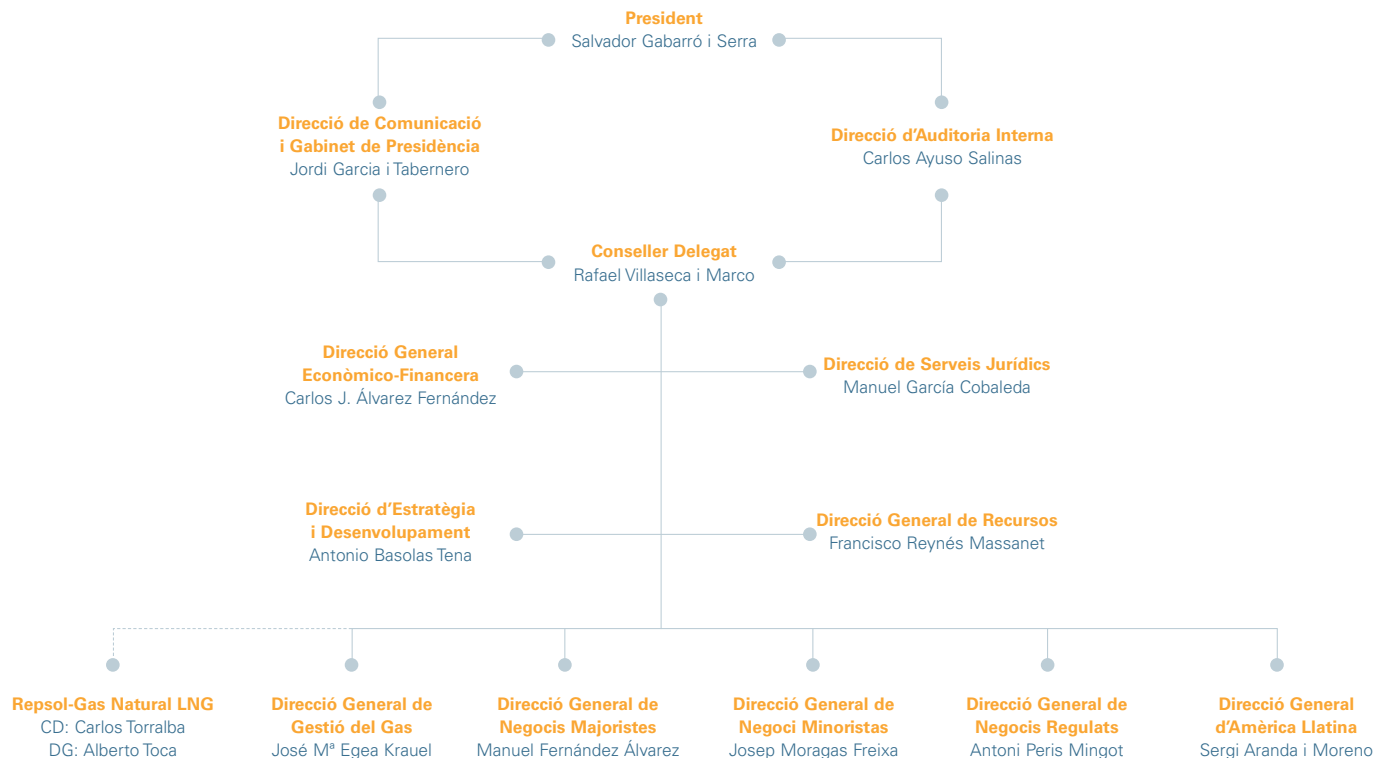 President
Salvador Gabarró i Serra
Direcció de Comunicació
i Gabinet de Presidència
Jordi Garcia i Tabernero
Direcció d'Auditoria Interna
Carlos Ayuso Salinas
Conseller Delegat
Rafael Villaseca i Marco
Direcció General
Econòmico-Financera
Carlos J. Álvarez Fernández
Direcció de Serveis Jurídics
Manuel García Cobaleda
Direcció d'Estratègia
i Desenvolupament
Antonio Basolas Tena
Direcció General de Recursos
Francisco Reynés Massanet
Repsol-Gas Natural LNG
CD: Carlos Torralba
DG: Alberto Toca
Direcció General de
Gestió del Gas
José Mª Egea Krauel
Direcció General de
Negocis Majoristes
Manuel Fernández Álvarez
Direcció General de
Negoci Minoristas
Josep Moragas Freixa
Direcció General de
Negocis Regulats
Antoni Peris Mingot
Direcció General
d'Amèrica Llatina
Sergi Aranda i Moreno